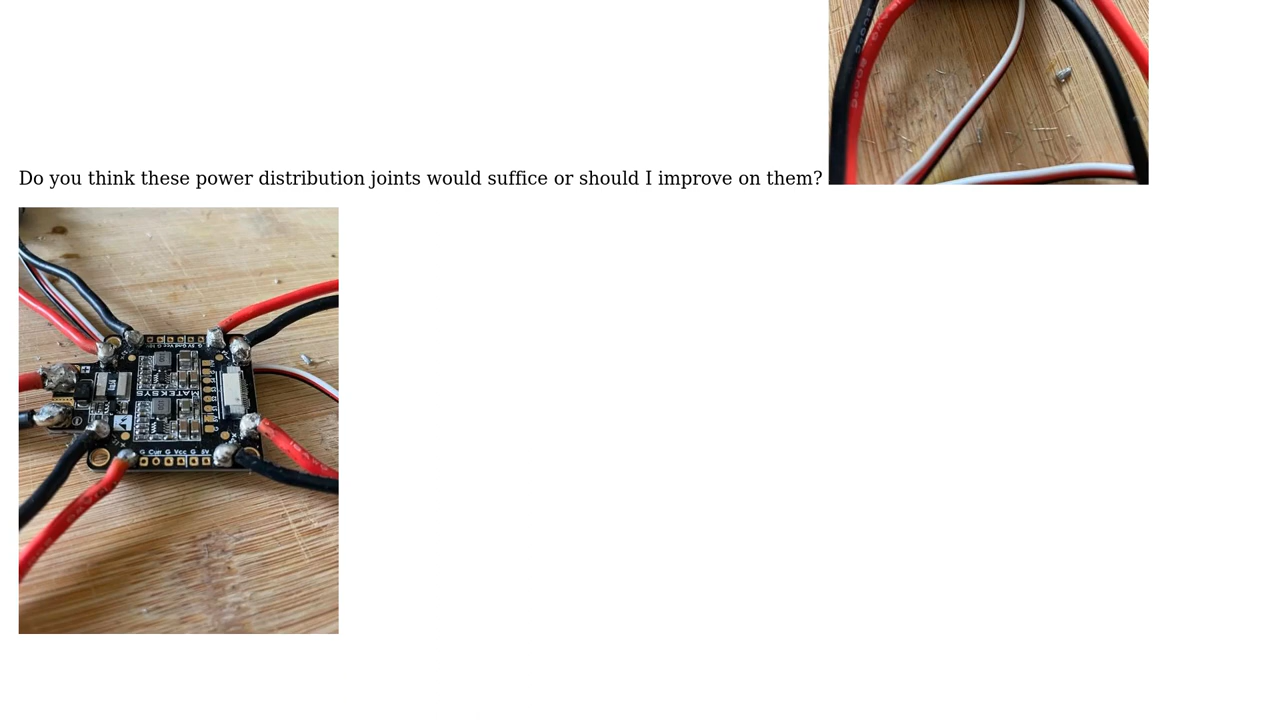 Do you think these power distribution joints would suffice or should I improve on them?
MATEKSYS
G Curr G Vcc G 5V